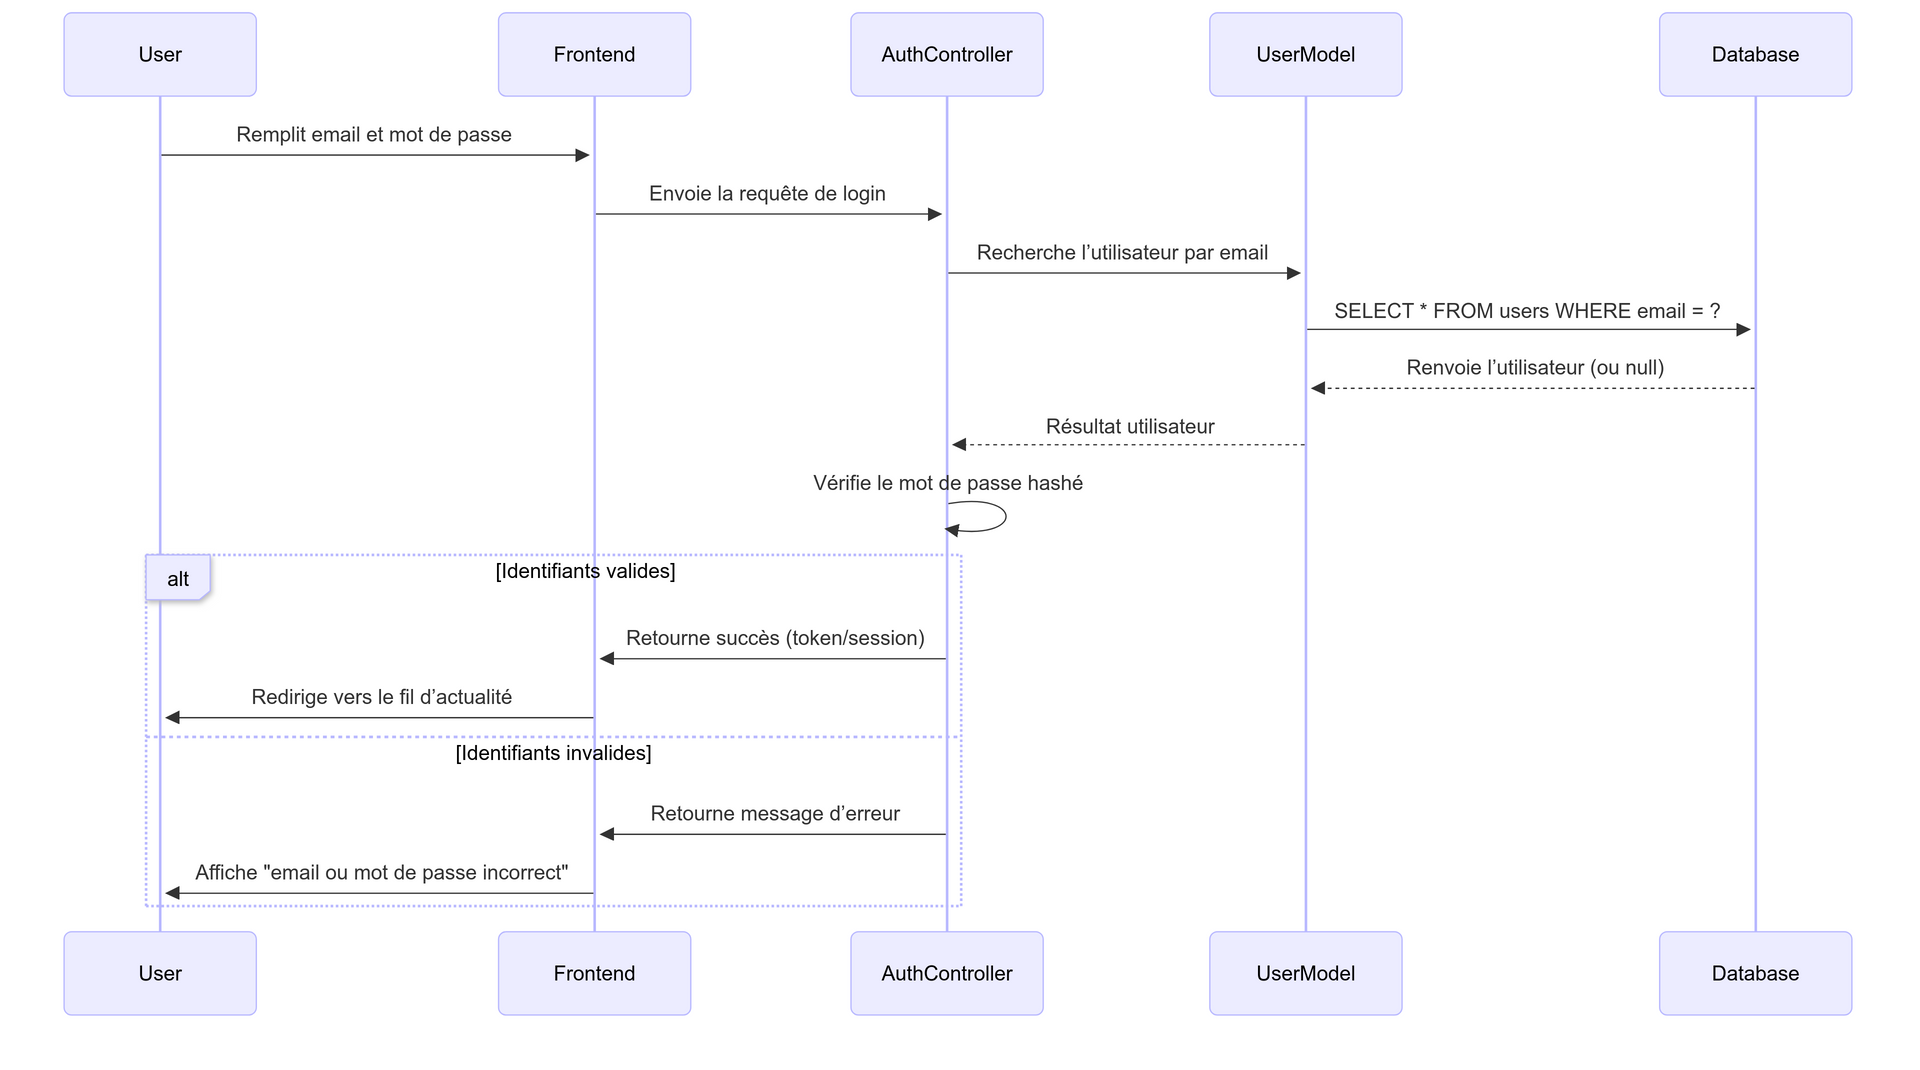 User
Frontend
AuthController
UserModel
Database
Remplit email et mot de passe
Envoie la requête de login
Recherche l’utilisateur par email
SELECT * FROM users WHERE email = ?
Renvoie l’utilisateur (ou null)
Résultat utilisateur
Vérifie le mot de passe hashé
alt
[Identifiants valides]
Retourne succès (token/session)
Redirige vers le fil d’actualité
[Identifiants invalides]
Retourne message d’erreur
Affiche "email ou mot de passe incorrect"
User
Frontend
AuthController
UserModel
Database